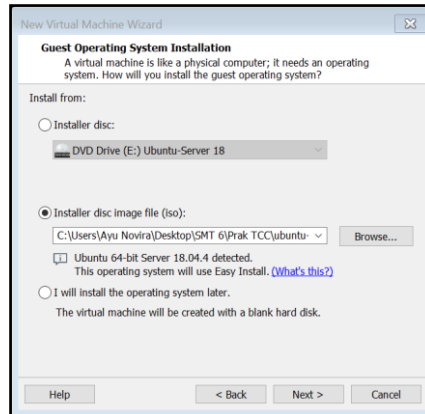 New Virtual Machine Wizard
Guest Operating System Installation
A virtual machine is like a physical computer; it needs an operating
system. How will you install the guest operating system?
Install from:
Installer disc:
DVD Drive (E:) Ubuntu-Server 18
Installer disc image file (iso):
C:\Users\Ayu Novira\Desktop\SMT 6\Prak TCC\ubuntu-
Browse...
Ubuntu 64-bit Server 18.04.4 detected.
This operating system will use Easy Install. (What's this?)
I will install the operating system later.
The virtual machine will be created with a blank hard disk.
Help
< Back
Next >
Cancel